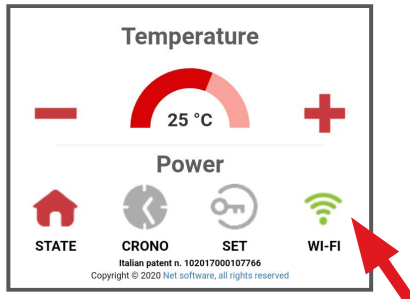 Temperature
25 °C
Power
STATE CRONO SET WI-FI
Italian patent n. 102017000107766
Copyright © 2020 Net software, all rights reserved